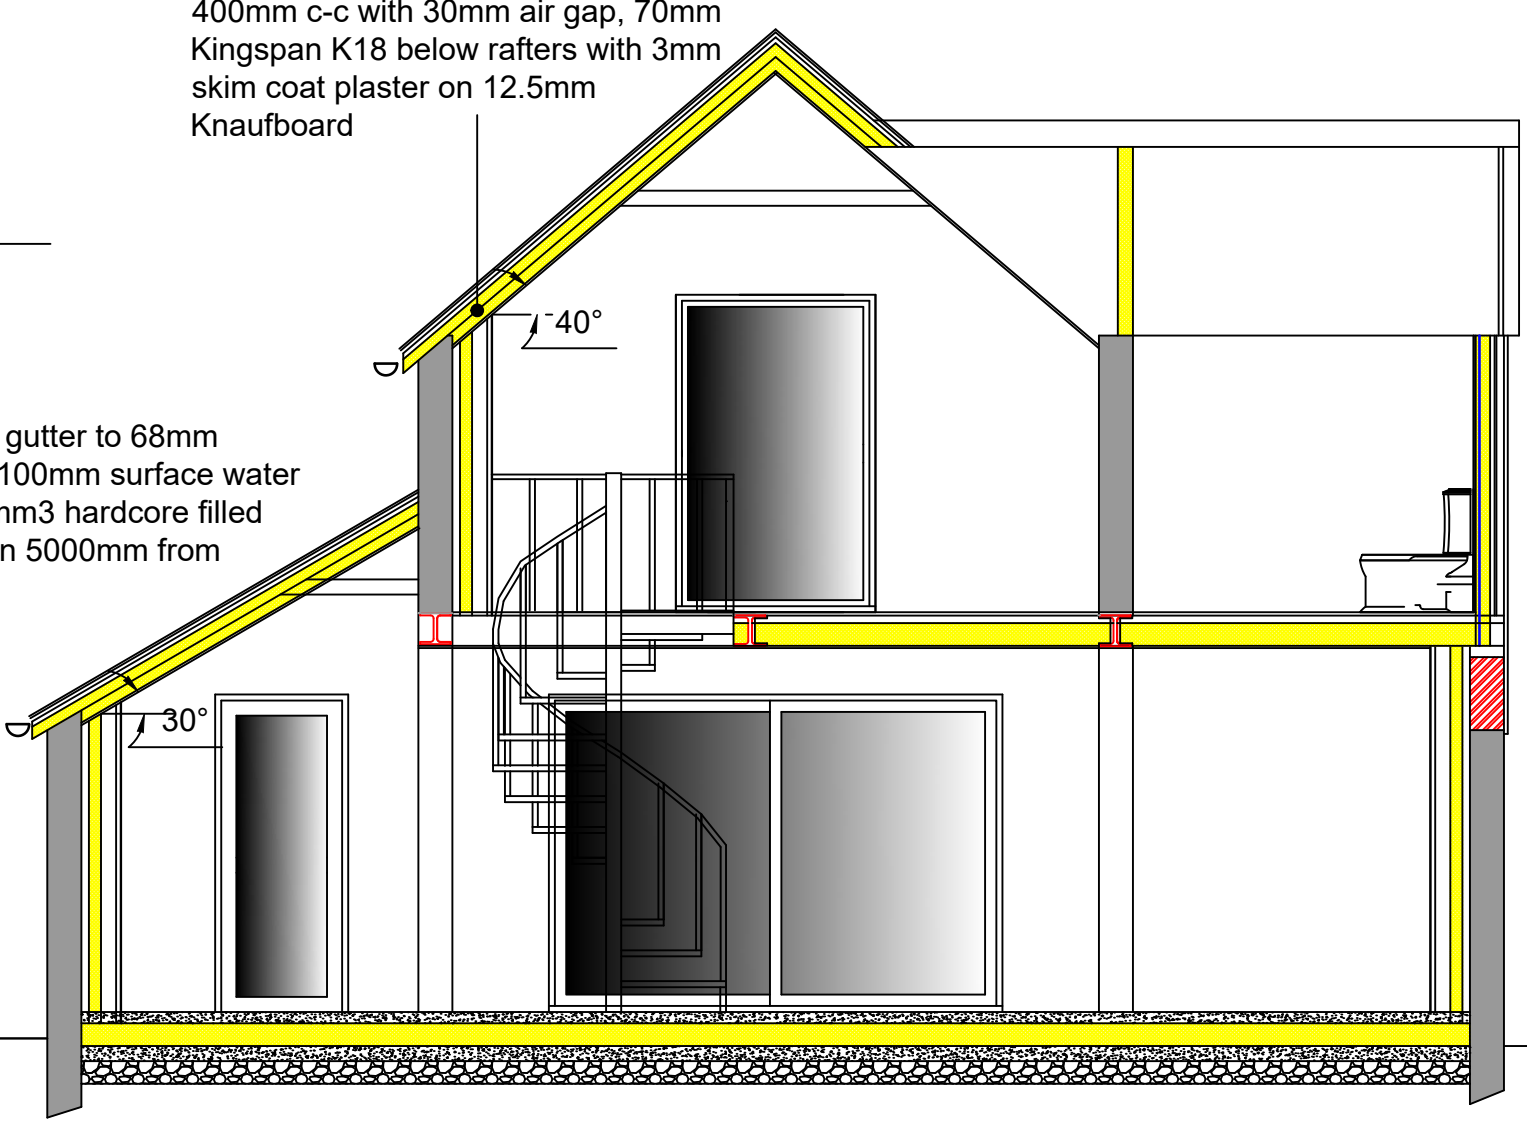 400mm c-c with 30mm air gap, 70mm
Kingspan K18 below rafters with 3mm
skim coat plaster on 12.5mm
Knaufboard
40°
gutter to 68mm
100mm surface water
mm3 hardcore filled
n 5000mm from
30°